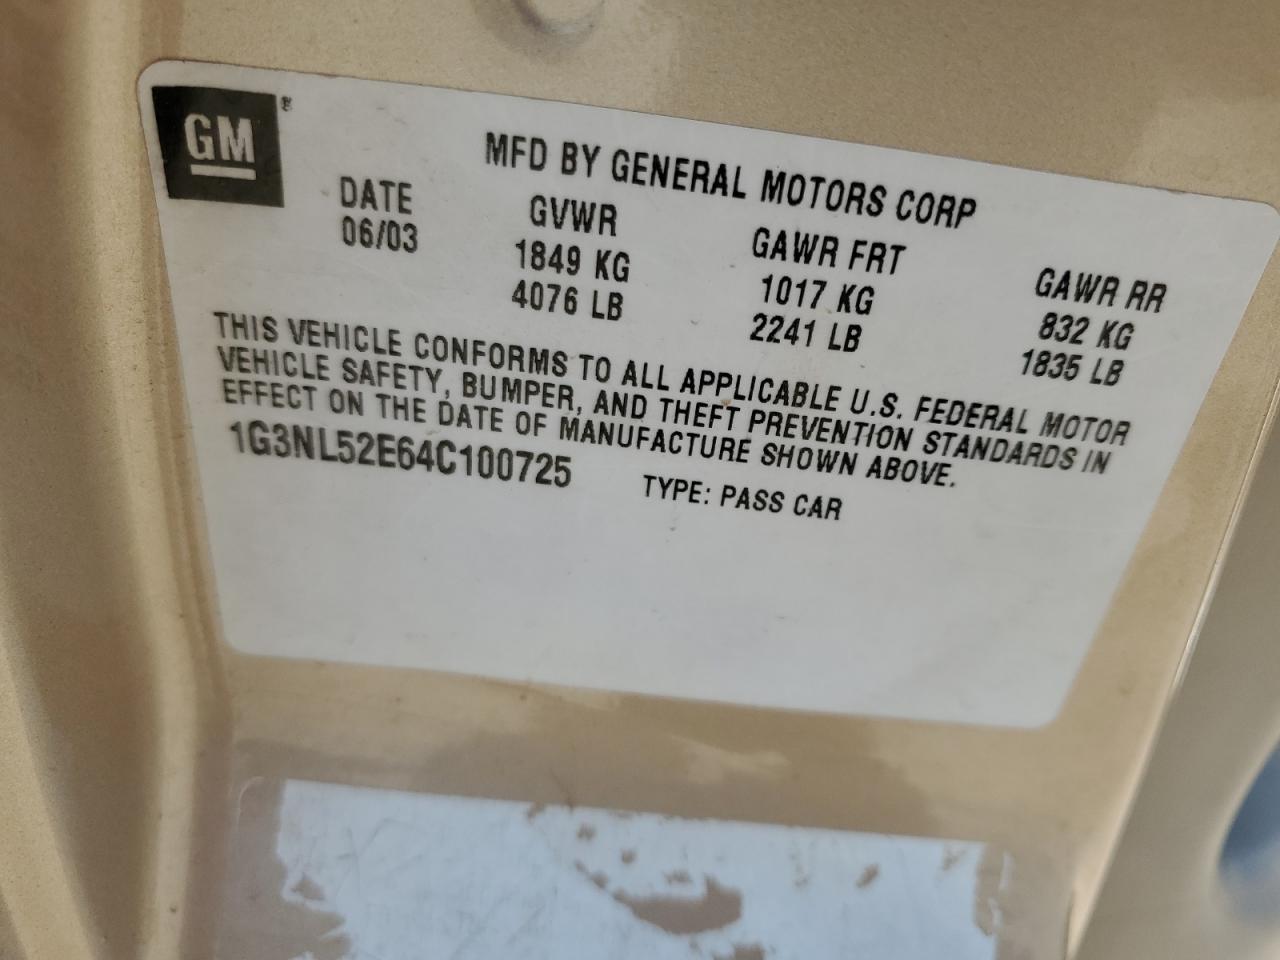 GM®
MFD BY GENERAL MOTORS CORP
DATE GVWR GAWR FRT GAWR RR
06/03 1849 KG 1017 KG 832 KG
4076 LB 2241 LB 1835 LB
THIS VEHICLE CONFORMS TO ALL APPLICABLE U.S. FEDERAL MOTOR
VEHICLE SAFETY, BUMPER, AND THEFT PREVENTION STANDARDS IN
EFFECT ON THE DATE OF MANUFACTURE SHOWN ABOVE.
1G3NL52E64C100725 TYPE: PASS CAR